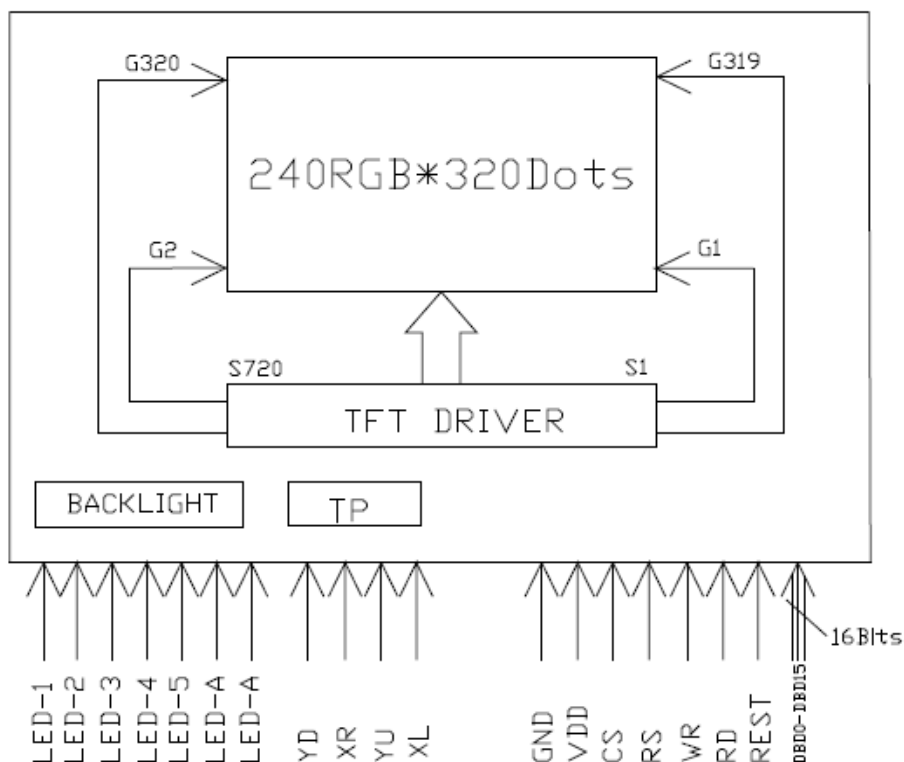 G320
G319
240RGB*320Dots
G2
G1
S720
S1
TFT DRIVER
BACKLIGHT
TP
16BIts
LED-1
LED-2
LED-3
LED-4
LED-5
LED-A
LED-A
YD
XR
YU
XL
GND
VDD
CS
RS
WR
RD
REST
DBD0-DBD15